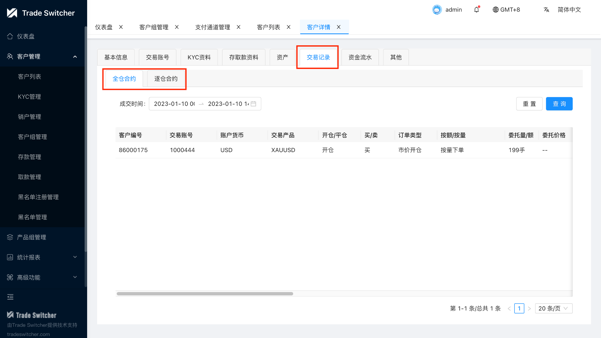 Trade Switcher
admin
GMT+8
简体中文
仪表盘
客户组管理
支付通道管理
客户列表
客户详情
仪表盘
客户管理
客户列表
KYC管理
销户管理
客户组管理
存款管理
取款管理
黑名单注册管理
黑名单管理
产品组管理
统计报表
高级功能
Trade Switcher
由Trade Switcher提供技术支持
tradeswitcher.com
基本信息
交易账号
KYC资料
存取款资料
资产
交易记录
资金流水
其他
全仓合约
逐仓合约
成交时间:
2023-01-10 0(
2023-01-10 1·
重 置
查 询
客户编号 交易账号 账户货币 交易产品 开仓/平仓 买/卖 订单类型 按额/按量 委托量/额 委托价格
86000175 1000444 USD XAUUSD 开仓 买 市价开仓 按量下单 199手 --
第 1-1 条/总共 1 条
1
20 条/页